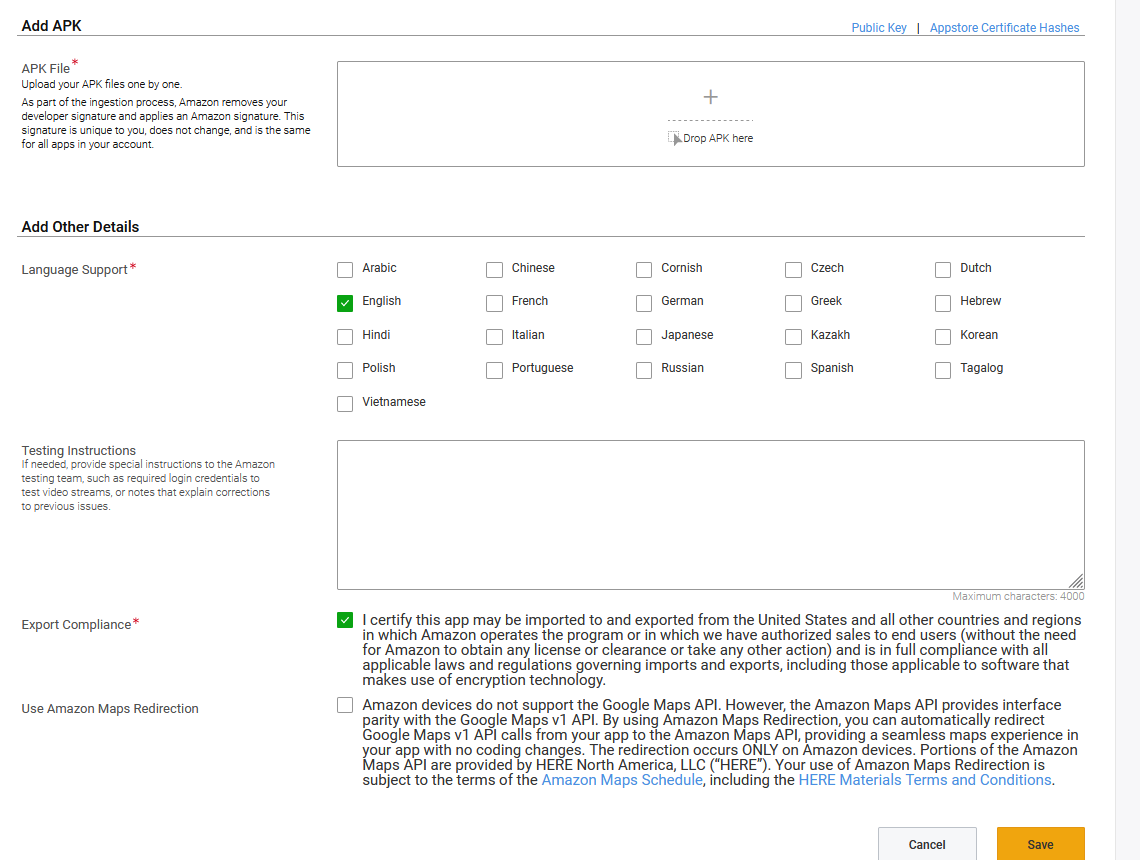 Add APK
Public Key | Appstore Certificate Hashes
APK File*
Upload your APK files one by one.
As part of the ingestion process, Amazon removes your
developer signature and applies an Amazon signature. This
signature is unique to you, does not change, and is the same
for all apps in your account.
+
Drop APK here
Add Other Details
Language Support*
Arabic Chinese Cornish Czech Dutch
English French German Greek Hebrew
Hindi Italian Japanese Kazakh Korean
Polish Portuguese Russian Spanish Tagalog
Vietnamese
Testing Instructions
If needed, provide special instructions to the Amazon
testing team, such as required login credentials to
test video streams, or notes that explain corrections
to previous issues.
Maximum characters: 4000
Export Compliance*
I certify this app may be imported to and exported from the United States and all other countries and regions
in which Amazon operates the program or in which we have authorized sales to end users (without the need
for Amazon to obtain any license or clearance or take any other action) and is in full compliance with all
applicable laws and regulations governing imports and exports, including those applicable to software that
makes use of encryption technology.
Use Amazon Maps Redirection
Amazon devices do not support the Google Maps API. However, the Amazon Maps API provides interface
parity with the Google Maps v1 API. By using Amazon Maps Redirection, you can automatically redirect
Google Maps v1 API calls from your app to the Amazon Maps API, providing a seamless maps experience in
your app with no coding changes. The redirection occurs ONLY on Amazon devices. Portions of the Amazon
Maps API are provided by HERE North America, LLC (“HERE”). Your use of Amazon Maps Redirection is
subject to the terms of the Amazon Maps Schedule, including the HERE Materials Terms and Conditions.
Cancel Save